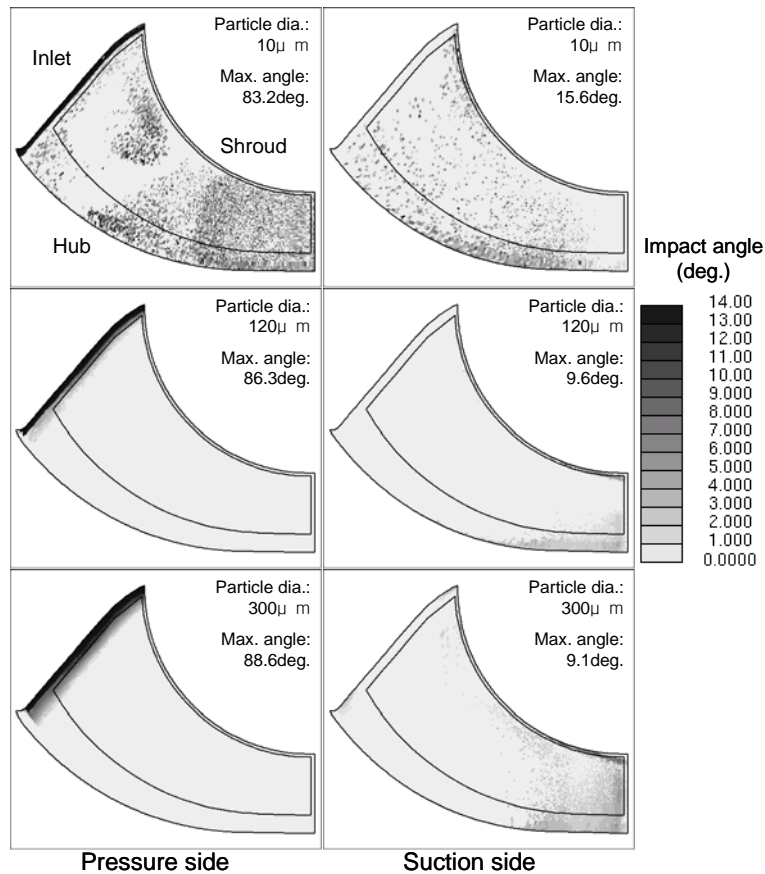 Particle dia.:
10μ m
Max. angle:
83.2deg.
Inlet
Shroud
Hub
Particle dia.:
10μ m
Max. angle:
15.6deg.
Particle dia.:
120μ m
Max. angle:
86.3deg.
Particle dia.:
120μ m
Max. angle:
9.6deg.
Particle dia.:
300μ m
Max. angle:
88.6deg.
Particle dia.:
300μ m
Max. angle:
9.1deg.
Impact angle
(deg.)
14.00
13.00
12.00
11.00
10.00
9.000
8.000
7.000
6.000
5.000
4.000
3.000
2.000
1.000
0.0000
Pressure side
Suction side